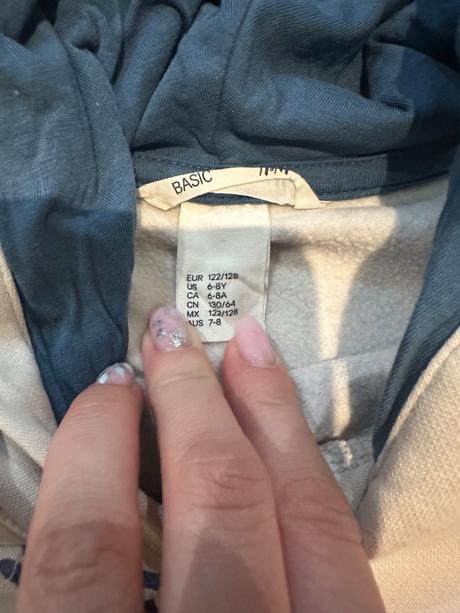 BASIC H&M
EUR 122/128
US 6-8Y
CA 6-8A
CN 130/64
MX 122/128
AUS 7-8